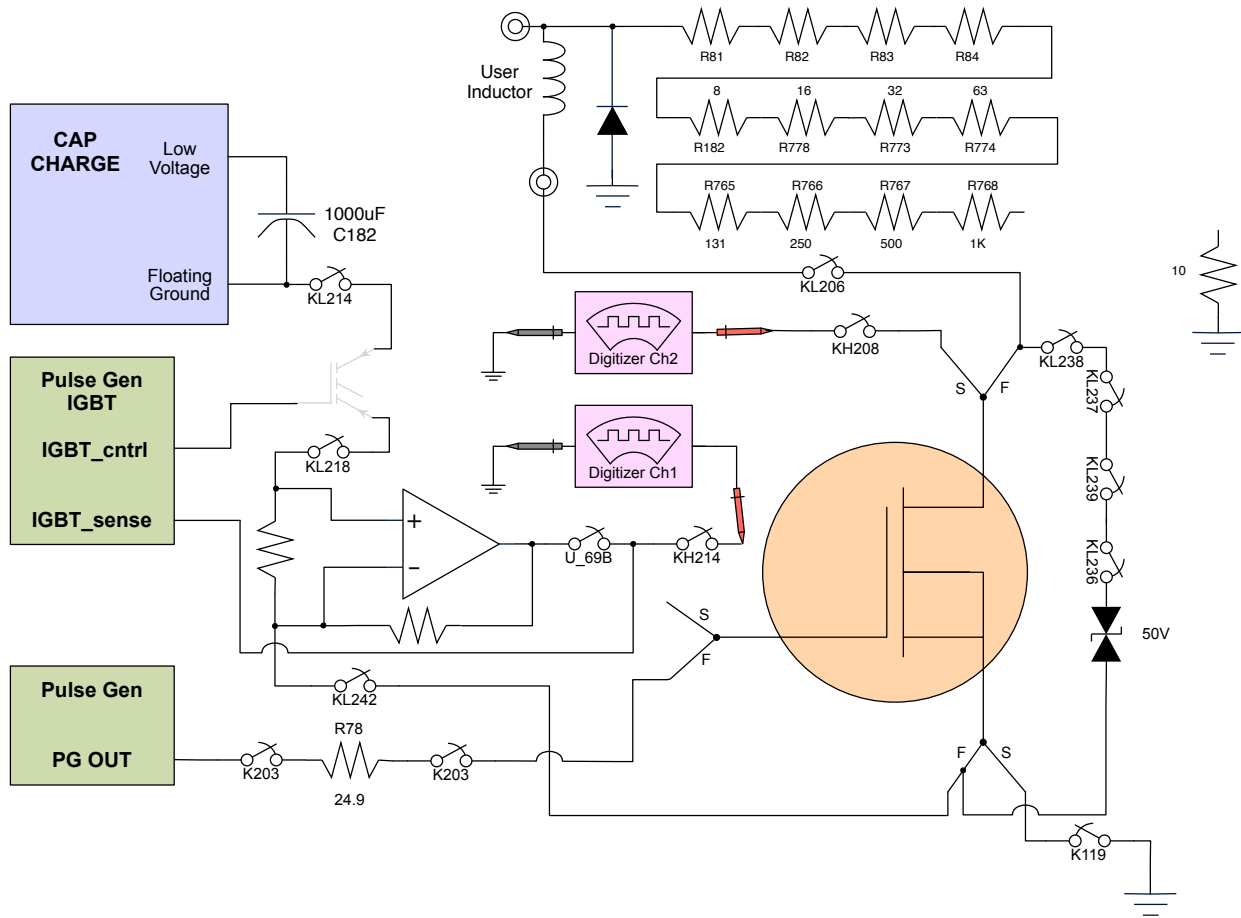 R81
R82
R83
R84
User
Inductor
8
16
32
63
R182
R778
R773
R774
R765
R766
R767
R768
131
250
500
1K
CAP
CHARGE
Low
Voltage
1000uF
C182
Floating
Ground
KL214
KL206
10
Digitizer Ch2
KH208
S
F
KL238
KL237
KL239
KL236
50V
Pulse Gen
IGBT
IGBT_cntrl
IGBT_sense
KL218
Digitizer Ch1
+
−
U_69B
KH214
S
F
Pulse Gen
PG OUT
KL242
R78
K203
24.9
K203
F
S
K119